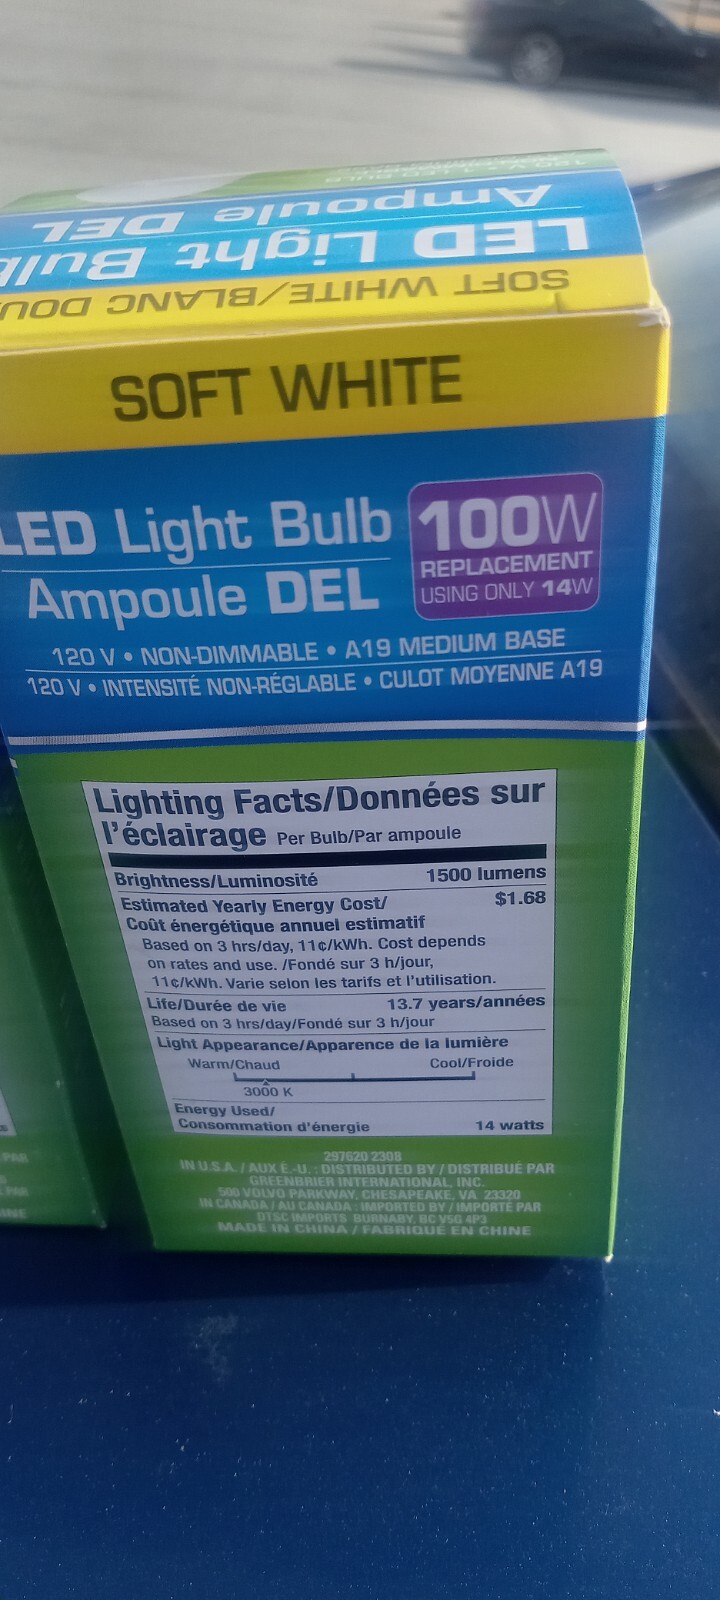 Ampoule DEL
LED Light Bulb
SOFT WHITE/BLANC DOU
SOFT WHITE
LED Light Bulb
Ampoule DEL
100W
REPLACEMENT
USING ONLY 14W
120 V • NON-DIMMABLE • A19 MEDIUM BASE
120 V • INTENSITÉ NON-RÉGLABLE • CULOT MOYENNE A19
Lighting Facts/Données sur
l'éclairage Per Bulb/Par ampoule
Brightness/Luminosité 1500 lumens
Estimated Yearly Energy Cost/ $1.68
Coût énergétique annuel estimatif
Based on 3 hrs/day, 11¢/kWh. Cost depends
on rates and use. /Fondé sur 3 h/jour,
11¢/kWh. Varie selon les tarifs et l'utilisation.
Life/Durée de vie 13.7 years/années
Based on 3 hrs/day/Fondé sur 3 h/jour
Light Appearance/Apparence de la lumière
Warm/Chaud Cool/Froide
3000 K
Energy Used/
Consommation d'énergie 14 watts
297620 2308
IN U.S.A. / AUX É.-U. : DISTRIBUTED BY / DISTRIBUÉ PAR
GREENBRIER INTERNATIONAL, INC.
500 VOLVO PARKWAY, CHESAPEAKE, VA 23320
IN CANADA / AU CANADA : IMPORTED BY / IMPORTÉ PAR
DTSC IMPORTS BURNABY, BC V5G 4P3
MADE IN CHINA / FABRIQUÉ EN CHINE
PAR
PAR
INE